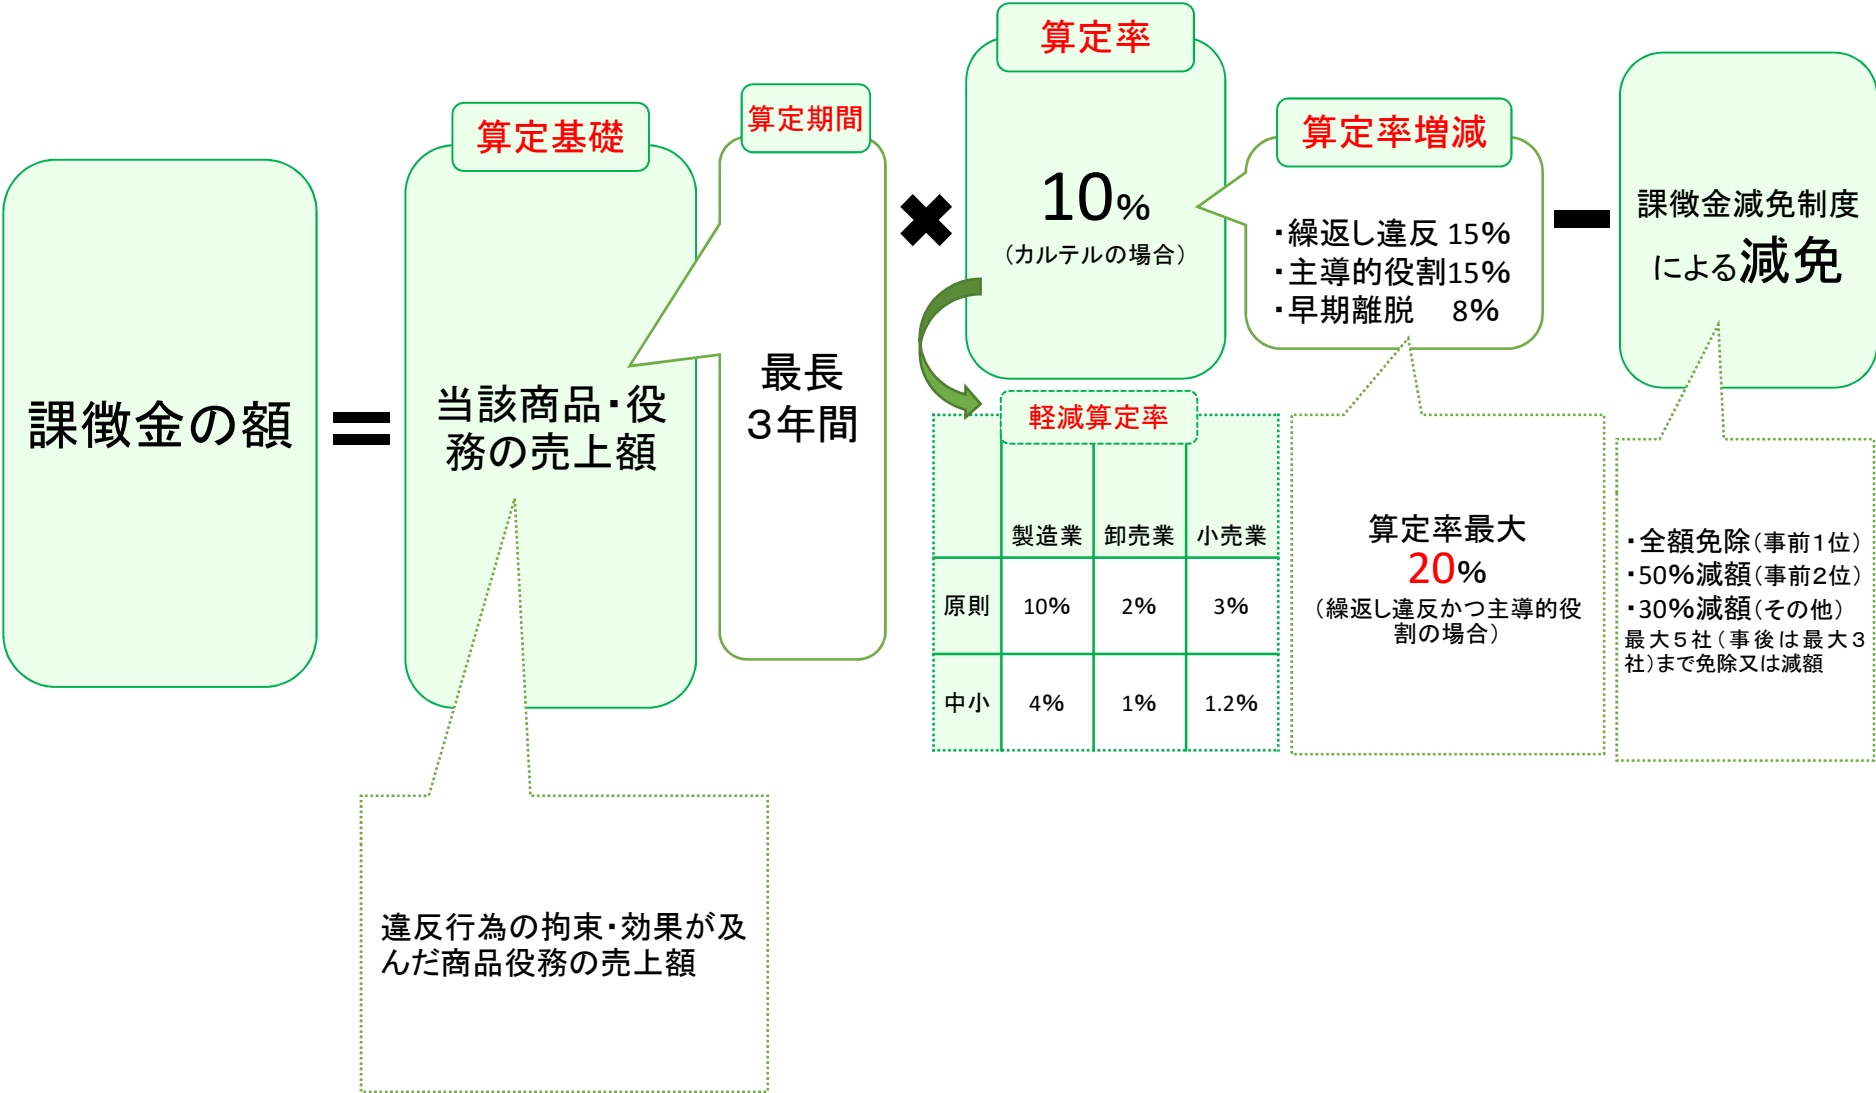 課徴金の額
算定基礎
当該商品・役
務の売上額
算定期間
最長
３年間
算定率
10%
（カルテルの場合）
算定率増減
・繰返し違反 15%
・主導的役割15%
・早期離脱 8%
課徴金減免制度
による減免
軽減算定率
製造業 卸売業 小売業
原則 10% 2% 3%
中小 4% 1% 1.2%
算定率最大
20%
（繰返し違反かつ主導的役
割の場合）
・全額免除（事前１位）
・50%減額（事前２位）
・30%減額（その他）
最大５社（事後は最大３
社）まで免除又は減額
違反行為の拘束・効果が及
んだ商品役務の売上額